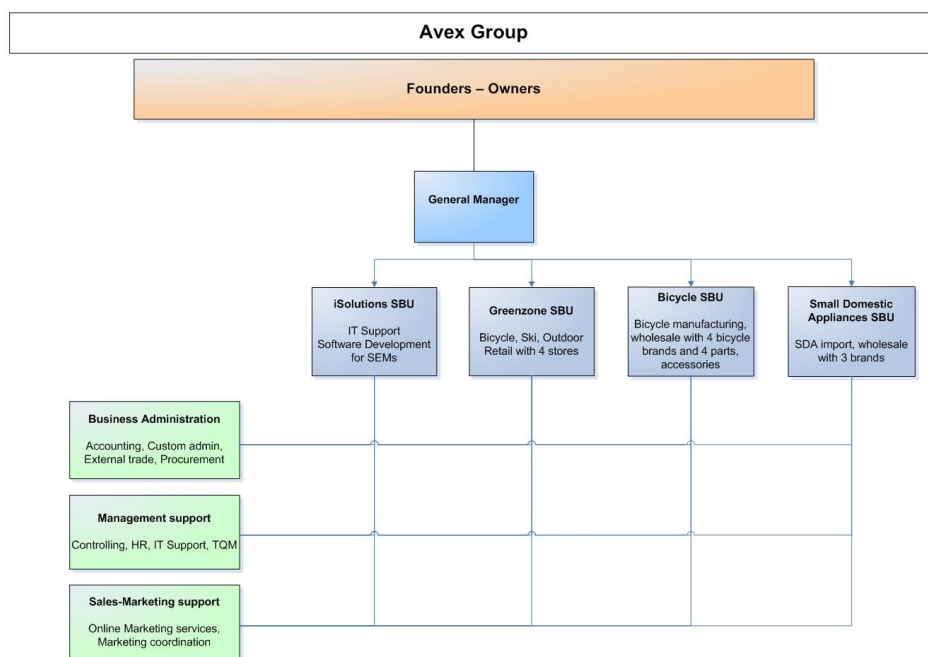 Avex Group
Founders – Owners
General Manager
iSolutions SBU
IT Support
Software Development
for SEMs
Greenzone SBU
Bicycle, Ski, Outdoor
Retail with 4 stores
Bicycle SBU
Bicycle manufacturing,
wholesale with 4 bicycle
brands and 4 parts,
accessories
Small Domestic
Appliances SBU
SDA import, wholesale
with 3 brands
Business Administration
Accounting, Custom admin,
External trade, Procurement
Management support
Controlling, HR, IT Support, TQM
Sales-Marketing support
Online Marketing services,
Marketing coordination